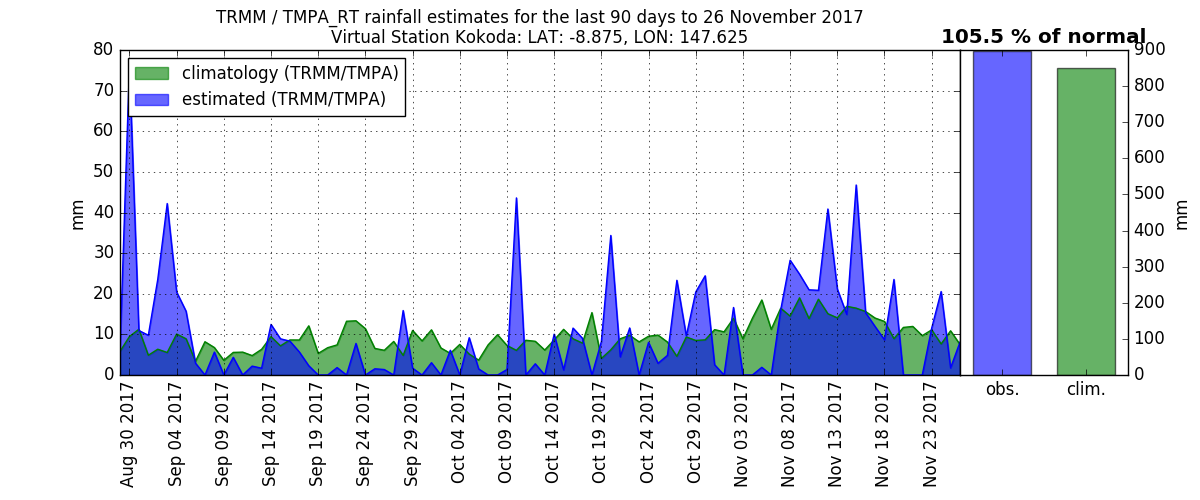 TRMM / TMPA_RT rainfall estimates for the last 90 days to 26 November 2017
Virtual Station Kokoda: LAT: -8.875, LON: 147.625
105.5 % of normal
climatology (TRMM/TMPA)
estimated (TRMM/TMPA)
80
70
60
50
40
30
20
10
0
mm
Aug 30 2017
Sep 04 2017
Sep 09 2017
Sep 14 2017
Sep 19 2017
Sep 24 2017
Sep 29 2017
Oct 04 2017
Oct 09 2017
Oct 14 2017
Oct 19 2017
Oct 24 2017
Oct 29 2017
Nov 03 2017
Nov 08 2017
Nov 13 2017
Nov 18 2017
Nov 23 2017
obs.
clim.
900
800
700
600
500
400
300
200
100
0
mm